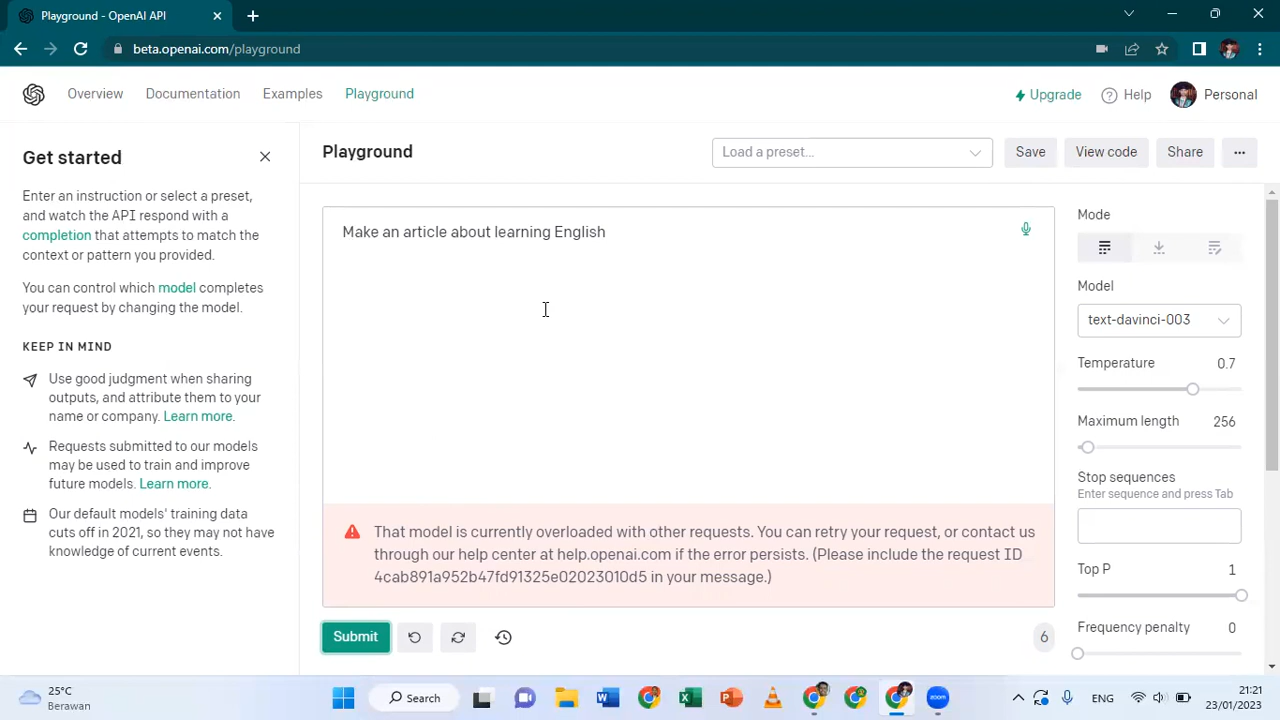 Playground - OpenAI API
beta.openai.com/playground
Overview
Documentation
Examples
Playground
Upgrade
Help
Personal
Get started
Enter an instruction or select a preset,
and watch the API respond with a
completion that attempts to match the
context or pattern you provided.
You can control which model completes
your request by changing the model.
KEEP IN MIND
Use good judgment when sharing
outputs, and attribute them to your
name or company. Learn more.
Requests submitted to our models
may be used to train and improve
future models. Learn more.
Our default models' training data
cuts off in 2021, so they may not have
knowledge of current events.
Playground
Load a preset...
Save
View code
Share
Make an article about learning English
That model is currently overloaded with other requests. You can retry your request, or contact us
through our help center at help.openai.com if the error persists. (Please include the request ID
4cab891a952b47fd91325e02023010d5 in your message.)
Submit
6
Mode
Model
text-davinci-003
Temperature 0.7
Maximum length 256
Stop sequences
Enter sequence and press Tab
Top P 1
Frequency penalty 0
25°C
Berawan
Search
ENG
21:21
23/01/2023